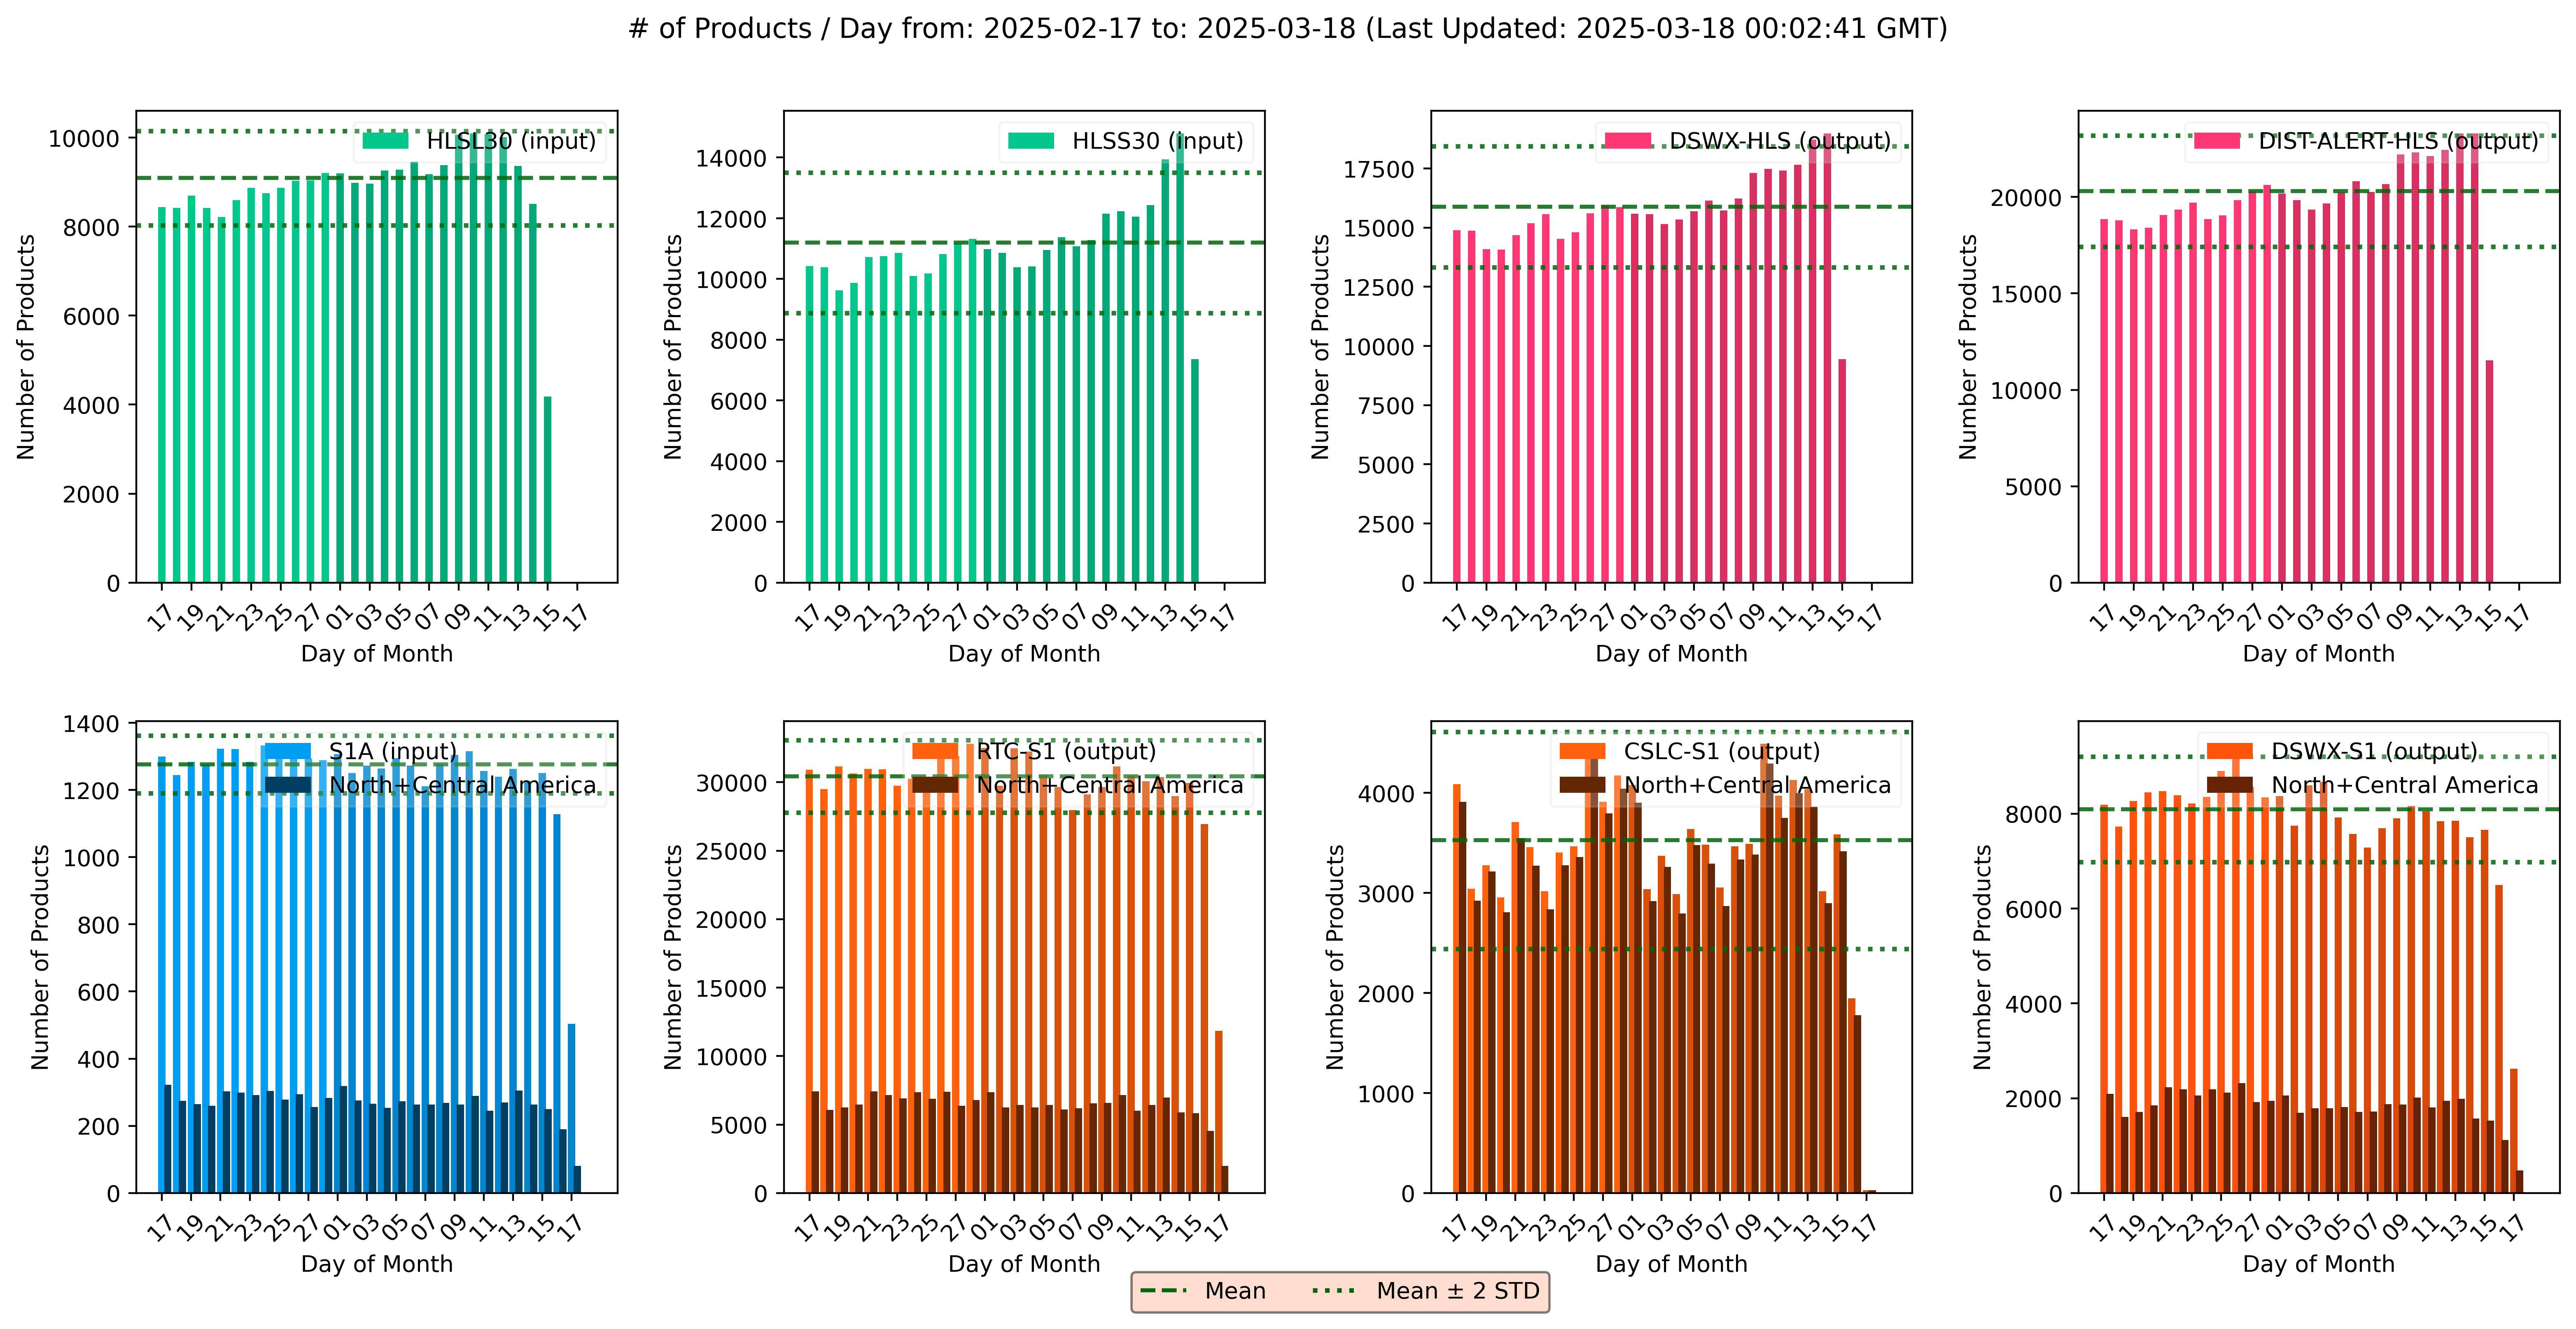 # of Products / Day from: 2025-02-17 to: 2025-03-18 (Last Updated: 2025-03-18 00:02:41 GMT)
HLSL30 (input)
Number of Products
10000
8000
6000
4000
2000
0
17 19 21 23 25 27 01 03 05 07 09 11 13 15 17
Day of Month
HLSS30 (input)
Number of Products
14000
12000
10000
8000
6000
4000
2000
0
17 19 21 23 25 27 01 03 05 07 09 11 13 15 17
Day of Month
DSWX-HLS (output)
Number of Products
17500
15000
12500
10000
7500
5000
2500
0
17 19 21 23 25 27 01 03 05 07 09 11 13 15 17
Day of Month
DIST-ALERT-HLS (output)
Number of Products
20000
15000
10000
5000
0
17 19 21 23 25 27 01 03 05 07 09 11 13 15 17
Day of Month
S1A (input)
North+Central America
Number of Products
1400
1200
1000
800
600
400
200
0
17 19 21 23 25 27 01 03 05 07 09 11 13 15 17
Day of Month
RTC-S1 (output)
North+Central America
Number of Products
30000
25000
20000
15000
10000
5000
0
17 19 21 23 25 27 01 03 05 07 09 11 13 15 17
Day of Month
CSLC-S1 (output)
North+Central America
Number of Products
4000
3000
2000
1000
0
17 19 21 23 25 27 01 03 05 07 09 11 13 15 17
Day of Month
DSWX-S1 (output)
North+Central America
Number of Products
8000
6000
4000
2000
0
17 19 21 23 25 27 01 03 05 07 09 11 13 15 17
Day of Month
Mean
Mean ± 2 STD